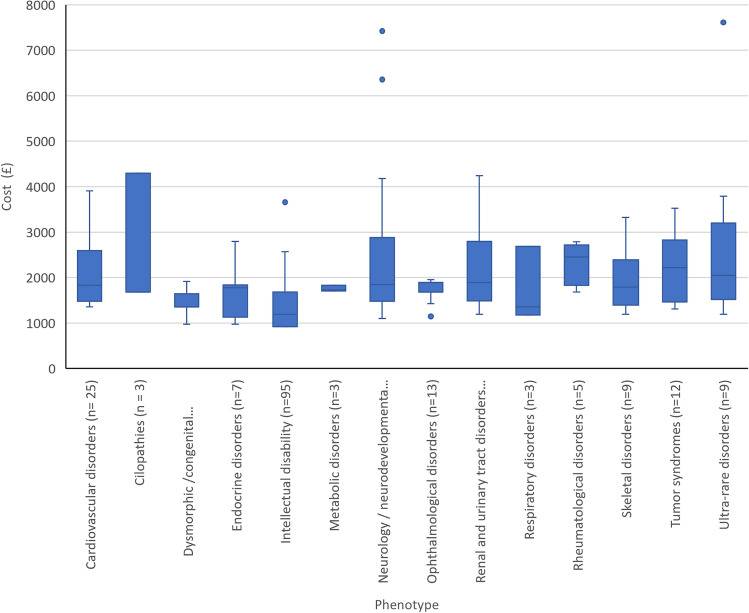 8000
7000
6000
5000
4000
3000
2000
1000
0
Cost (£)
Cardiovascular disorders (n= 25)
Cilopathies (n = 3)
Dysmorphic /congenital...
Endocrine disorders (n=7)
Intellectual disability (n=95)
Metabolic disorders (n=3)
Neurology / neurodevelopmenta...
Ophthalmological disorders (n=13)
Renal and urinary tract disorders...
Respiratory disorders (n=3)
Rheumatological disorders (n=5)
Skeletal disorders (n=9)
Tumor syndromes (n=12)
Ultra-rare disorders (n=9)
Phenotype